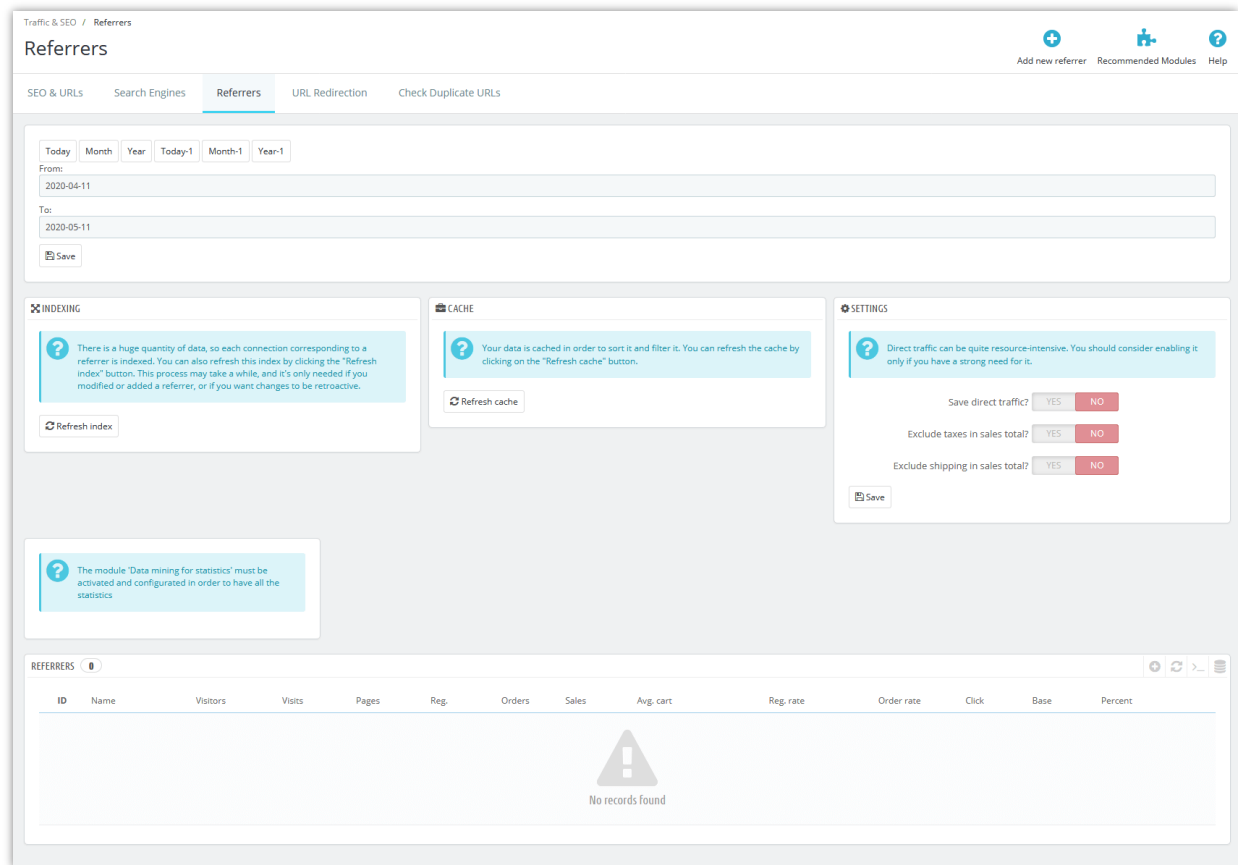 Traffic & SEO / Referrers
Referrers
Add new referrer Recommended Modules Help
SEO & URLs Search Engines Referrers URL Redirection Check Duplicate URLs
Today Month Year Today-1 Month-1 Year-1
From:
2020-04-11
To:
2020-05-11
Save
INDEXING
There is a huge quantity of data, so each connection corresponding to a
referrer is indexed. You can also refresh this index by clicking the "Refresh
index" button. This process may take a while, and it's only needed if you
modified or added a referrer, or if you want changes to be retroactive.
Refresh index
CACHE
Your data is cached in order to sort it and filter it. You can refresh the cache by
clicking on the "Refresh cache" button.
Refresh cache
SETTINGS
Direct traffic can be quite resource-intensive. You should consider enabling it
only if you have a strong need for it.
Save direct traffic? YES NO
Exclude taxes in sales total? YES NO
Exclude shipping in sales total? YES NO
Save
The module 'Data mining for statistics' must be
activated and configurated in order to have all the
statistics
REFERRERS 0
ID Name Visitors Visits Pages Reg. Orders Sales Avg. cart Reg. rate Order rate Click Base Percent
No records found